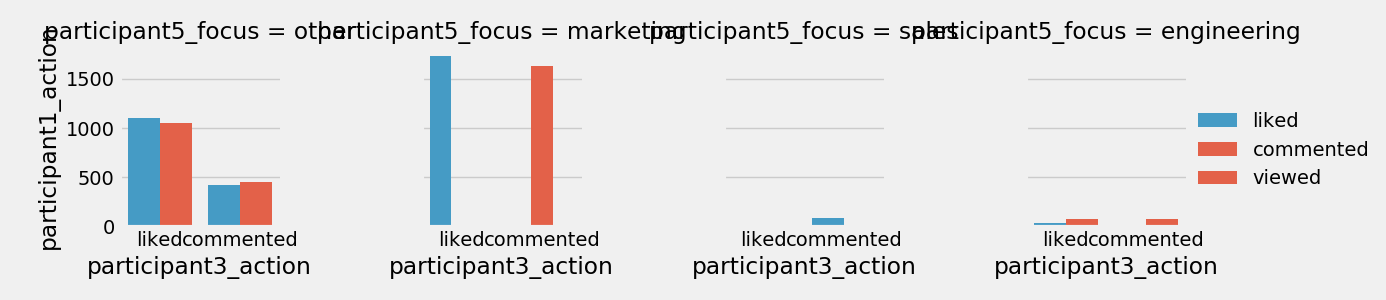 participant5_focus = other
participant5_focus = marketing
participant5_focus = sales
participant5_focus = engineering
participant1_action
1500
1000
500
0
liked
commented
viewed
liked commented
liked commented
liked commented
liked commented
participant3_action
participant3_action
participant3_action
participant3_action